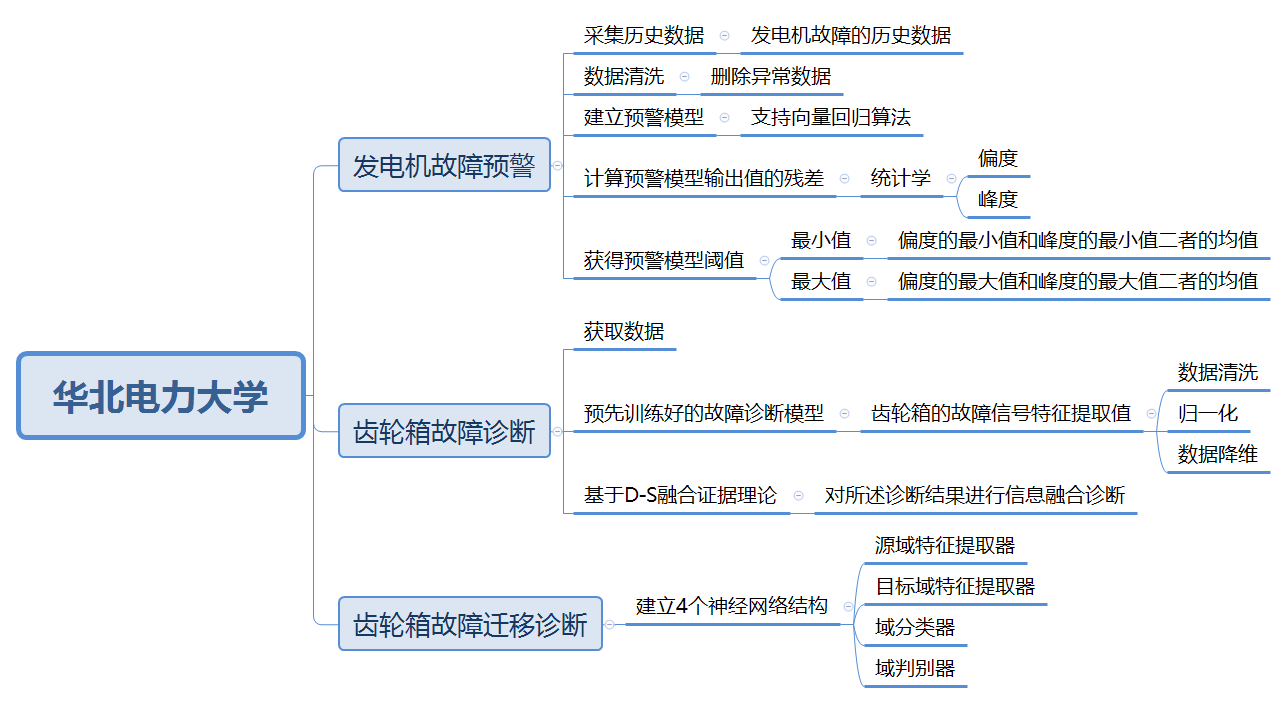 华北电力大学
发电机故障预警
采集历史数据
发电机故障的历史数据
数据清洗
删除异常数据
建立预警模型
支持向量回归算法
计算预警模型输出值的残差
统计学
偏度
峰度
获得预警模型阈值
最小值
偏度的最小值和峰度的最小值二者的均值
最大值
偏度的最大值和峰度的最大值二者的均值
齿轮箱故障诊断
获取数据
预先训练好的故障诊断模型
齿轮箱的故障信号特征提取值
数据清洗
归一化
数据降维
基于D-S融合证据理论
对所述诊断结果进行信息融合诊断
齿轮箱故障迁移诊断
建立4个神经网络结构
源域特征提取器
目标域特征提取器
域分类器
域判别器